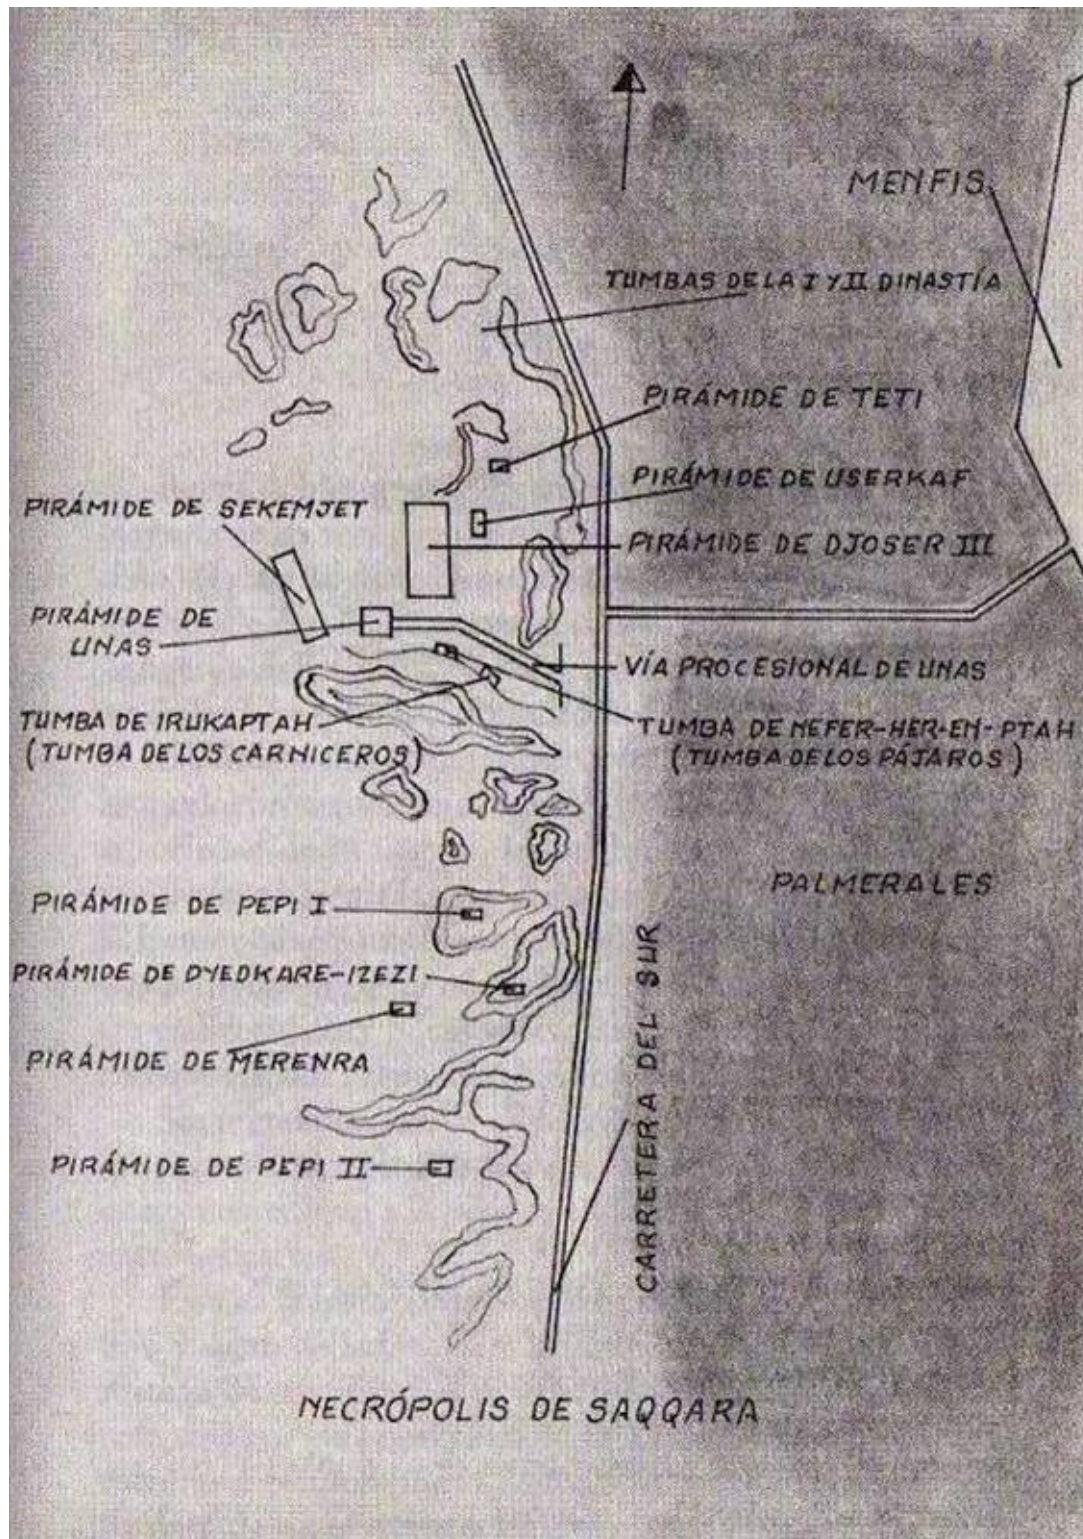 MENFIS
TUMBAS DE LA I Y II DINASTÍA
PIRÁMIDE DE TETI
PIRÁMIDE DE USERKAF
PIRÁMIDE DE SEKEMJET
PIRÁMIDE DE DJOSER III
PIRÁMIDE DE
UNAS
VÍA PROCESIONAL DE UNAS
TUMBA DE IRUKAPTAH
(TUMBA DE LOS CARNICEROS)
TUMBA DE NEFER-HER-EN-PTAH
(TUMBA DE LOS PÁJAROS)
PALMERALES
PIRÁMIDE DE PEPI I
PIRÁMIDE DE DYEDKARE-IZEZI
PIRÁMIDE DE MERENRA
CARRETERA DEL SUR
PIRÁMIDE DE PEPI II
NECRÓPOLIS DE SAQQARA